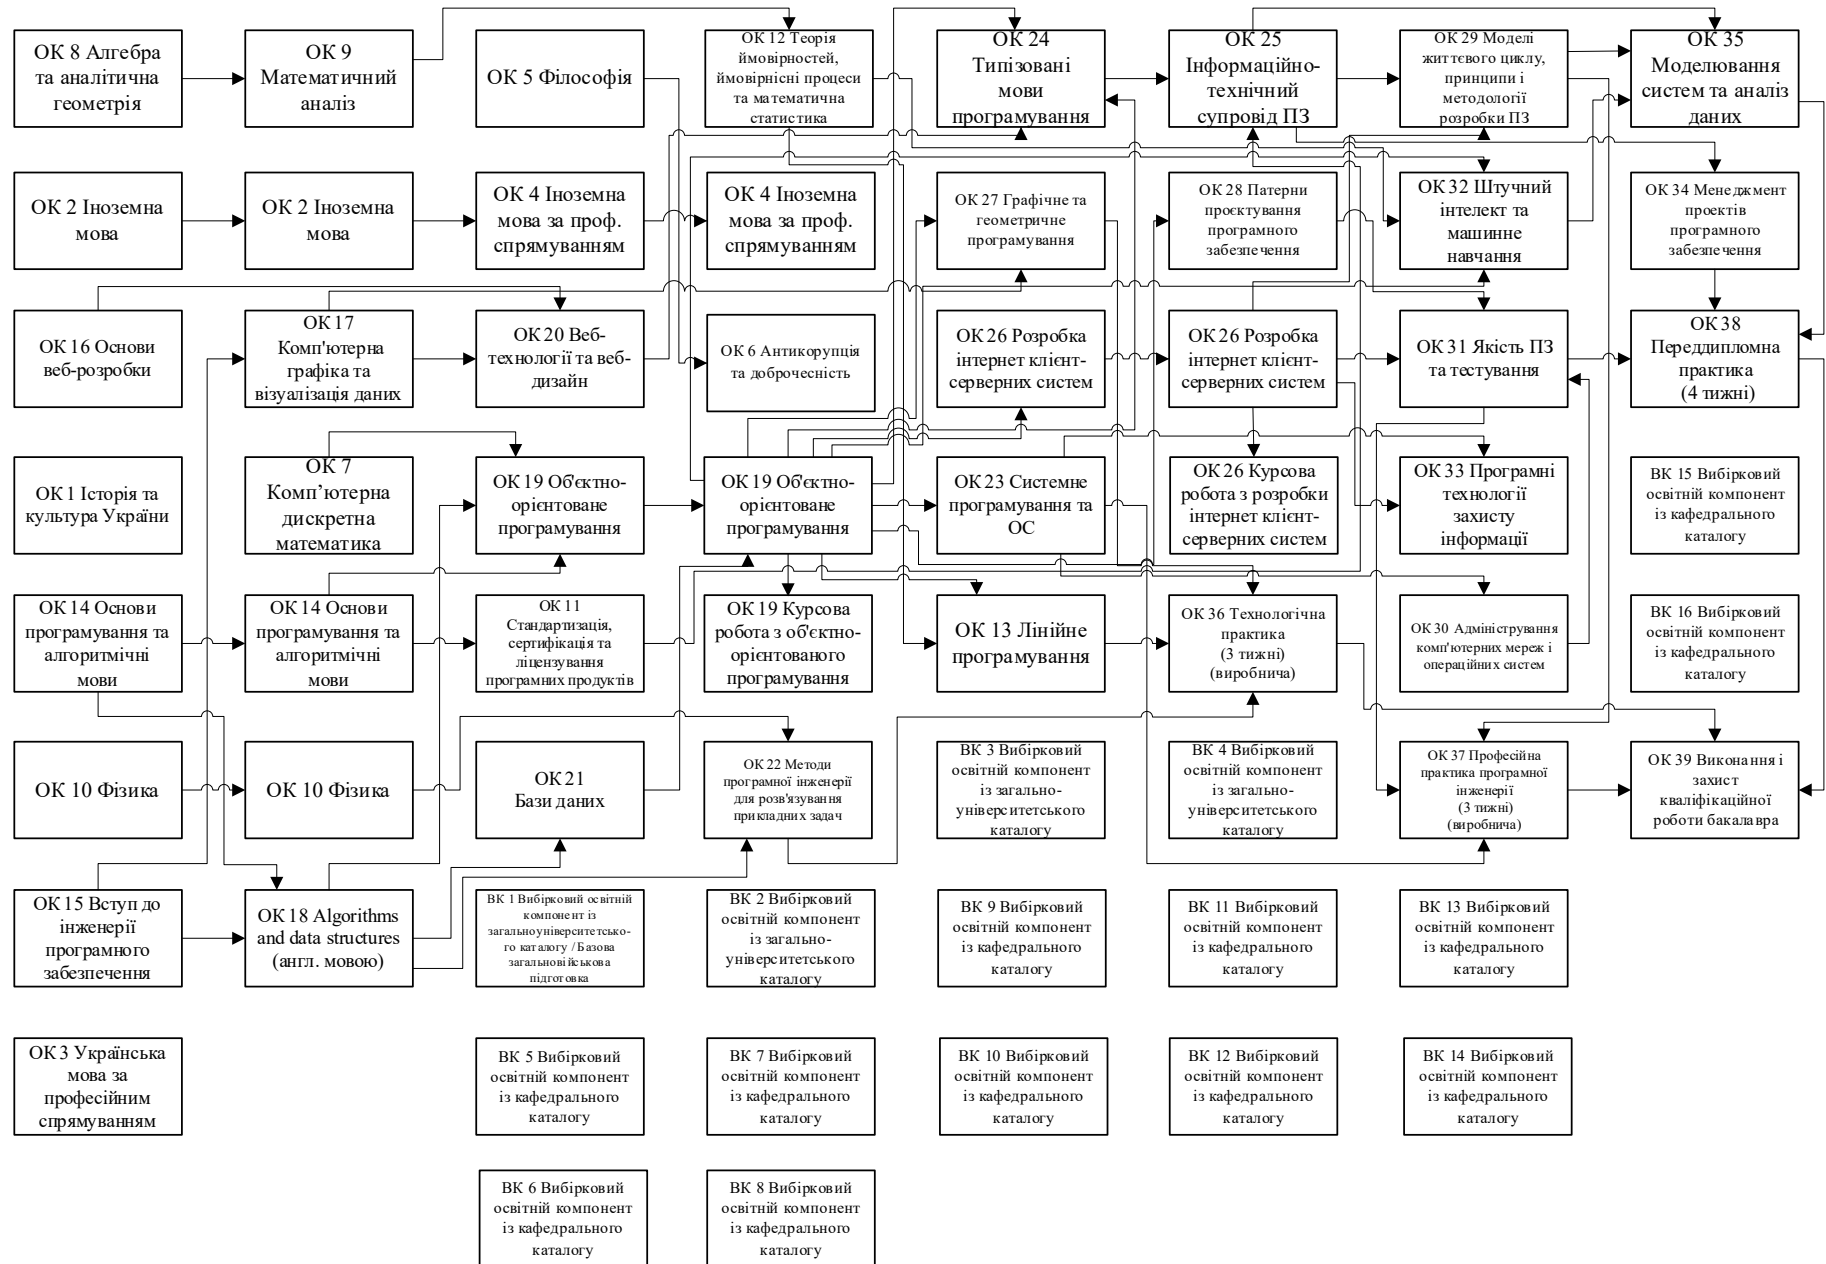 ОК 8 Алгебра
та аналітична
геометрія
ОК 9
Математичний
аналіз
ОК 5 Філософія
ОК 12 Теорія
ймовірностей,
ймовірнісні процеси
та математична
статистика
ОК 24
Типізовані
мови
програмування
ОК 25
Інформаційно-
технічний
супровід ПЗ
ОК 29 Моделі
життєвого циклу,
принципи і
методології
розробки ПЗ
ОК 35
Моделювання
систем та аналіз
даних
ОК 2 Іноземна
мова
ОК 2 Іноземна
мова
ОК 4 Іноземна
мова за проф.
спрямуванням
ОК 4 Іноземна
мова за проф.
спрямуванням
ОК 27 Графічне та
геометричне
програмування
ОК 28 Патерни
проєктування
програмного
забезпечення
ОК 32 Штучний
інтелект та
машинне
навчання
ОК 34 Менеджмент
проектів
програмного
забезпечення
ОК 16 Основи
веб-розробки
ОК 17
Комп'ютерна
графіка та
візуалізація даних
ОК 20 Веб-
технології та веб-
дизайн
ОК 6 Антикорупція
та доброчесність
ОК 26 Розробка
інтернет клієнт-
серверних систем
ОК 26 Розробка
інтернет клієнт-
серверних систем
ОК 31 Якість ПЗ
та тестування
ОК 38
Переддипломна
практика
(4 тижні)
ОК 1 Історія та
культура України
ОК 7
Комп’ютерна
дискретна
математика
ОК 19 Об'єктно-
орієнтоване
програмування
ОК 19 Об'єктно-
орієнтоване
програмування
ОК 23 Системне
програмування та
ОС
ОК 26 Курсова
робота з розробки
інтернет клієнт-
серверних систем
ОК 33 Програмні
технології
захисту
інформації
ВК 15 Вибірковий
освітній компонент
із кафедрального
каталогу
ОК 14 Основи
програмування та
алгоритмічні
мови
ОК 14 Основи
програмування та
алгоритмічні
мови
ОК 11
Стандартизація,
сертифікація та
ліцензування
програмних продуктів
ОК 19 Курсова
робота з об'єктно-
орієнтованого
програмування
ОК 13 Лінійне
програмування
ОК 36 Технологічна
практика
(3 тижні)
(виробнича)
ОК 30 Адміністрування
комп'ютерних мереж і
операційних систем
ВК 16 Вибірковий
освітній компонент
із кафедрального
каталогу
ОК 10 Фізика
ОК 10 Фізика
ОК 21
Бази даних
ОК 22 Методи
програмної інженерії
для розв'язування
прикладних задач
ВК 3 Вибірковий
освітній компонент
із загально-
університетського
каталогу
ВК 4 Вибірковий
освітній компонент
із загально-
університетського
каталогу
ОК 37 Професійна
практика програмної
інженерії
(3 тижні)
(виробнича)
ОК 39 Виконання і
захист
кваліфікаційної
роботи бакалавра
ОК 15 Вступ до
інженерії
програмного
забезпечення
ОК 18 Algorithms
and data structures
(англ. мовою)
ВК 1 Вибірковий освітній
компонент із
загальноуніверситетсько-
го каталогу / Базова
загальновійськова
підготовка
ВК 2 Вибірковий
освітній компонент
із загально-
університетського
каталогу
ВК 9 Вибірковий
освітній компонент
із кафедрального
каталогу
ВК 11 Вибірковий
освітній компонент
із кафедрального
каталогу
ВК 13 Вибірковий
освітній компонент
із кафедрального
каталогу
ОК 3 Українська
мова за
професійним
спрямуванням
ВК 5 Вибірковий
освітній компонент
із кафедрального
каталогу
ВК 7 Вибірковий
освітній компонент
із кафедрального
каталогу
ВК 10 Вибірковий
освітній компонент
із кафедрального
каталогу
ВК 12 Вибірковий
освітній компонент
із кафедрального
каталогу
ВК 14 Вибірковий
освітній компонент
із кафедрального
каталогу
ВК 6 Вибірковий
освітній компонент
із кафедрального
каталогу
ВК 8 Вибірковий
освітній компонент
із кафедрального
каталогу